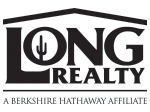 LONG
REALTY
A BERKSHIRE HATHAWAY AFFILIATE